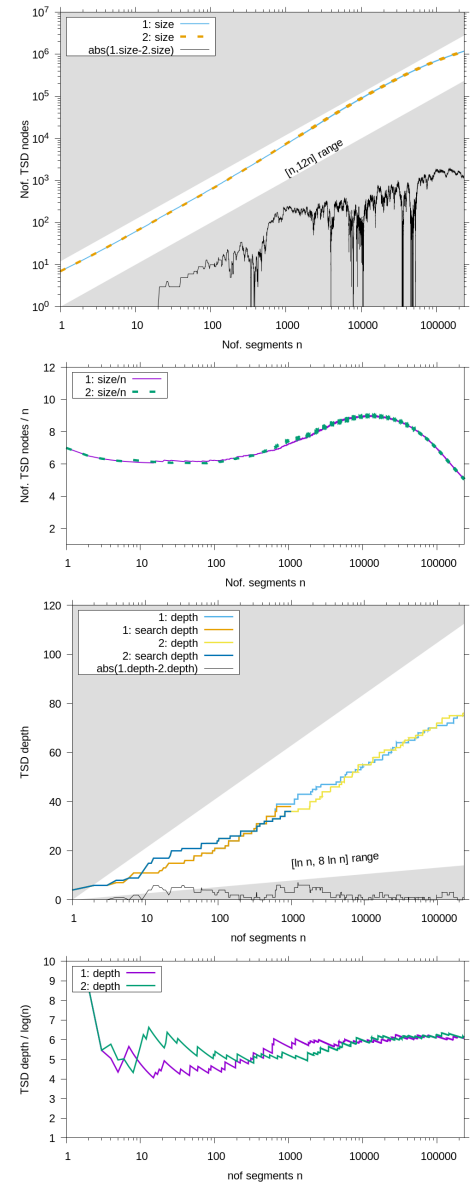 10^7
10^6
10^5
10^4
10^3
10^2
10^1
10^0
Nof. TSD nodes
1: size
2: size
abs(1.size-2.size)
[n,12n] range
1 10 100 1000 10000 100000
Nof. segments n
12
10
8
6
4
2
Nof. TSD nodes / n
1: size/n
2: size/n
1 10 100 1000 10000 100000
Nof. segments n
120
100
80
60
40
20
0
TSD depth
1: depth
1: search depth
2: depth
2: search depth
abs(1.depth-2.depth)
[ln n, 8 ln n] range
1 10 100 1000 10000 100000
nof segments n
10
9
8
7
6
5
4
3
2
1
TSD depth / log(n)
1: depth
2: depth
1 10 100 1000 10000 100000
nof segments n